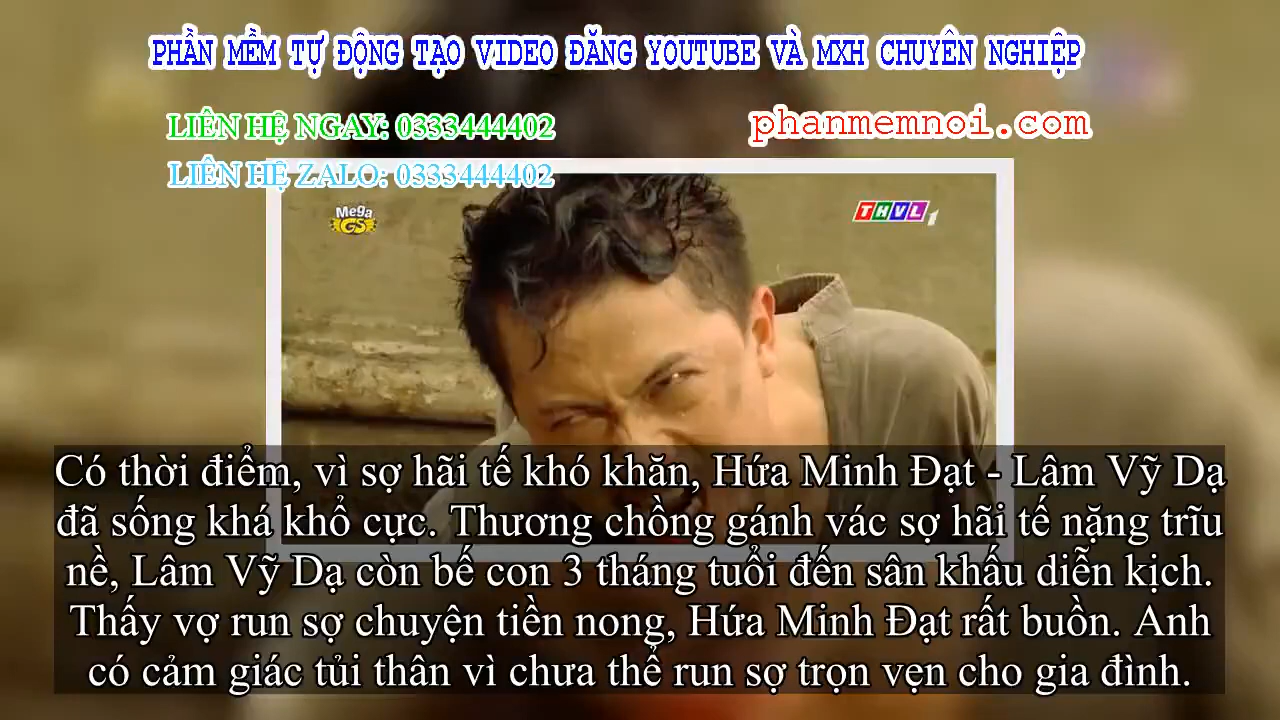 PHẦN MỀM TỰ ĐỘNG TẠO VIDEO ĐĂNG YOUTUBE VÀ MXH CHUYÊN NGHIỆP
LIÊN HỆ NGAY: 0333444402
phanmemnoi.com
LIÊN HỆ ZALO: 0333444402
Mega
GS
THVL1
Có thời điểm, vì sợ hãi tế khó khăn, Hứa Minh Đạt - Lâm Vỹ Dạ
đã sống khá khổ cực. Thương chồng gánh vác sợ hãi tế nặng trĩu
nề, Lâm Vỹ Dạ còn bế con 3 tháng tuổi đến sân khấu diễn kịch.
Thấy vợ run sợ chuyện tiền nong, Hứa Minh Đạt rất buồn. Anh
có cảm giác tủi thân vì chưa thể run sợ trọn vẹn cho gia đình.